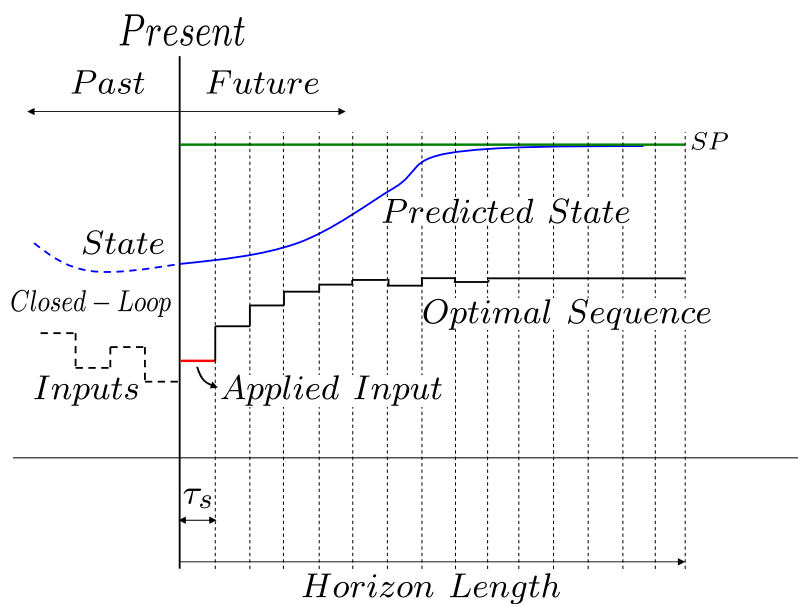 Present
Past Future
SP
Predicted State
State
Closed – Loop
Optimal Sequence
Inputs
Applied Input
τs
Horizon Length